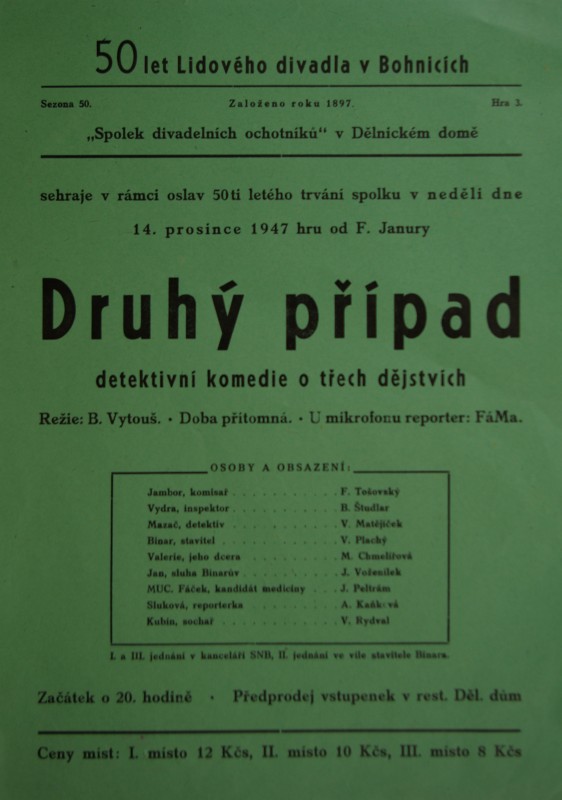 50 let Lidového divadla v Bohnicích
Sezona 50. Založeno roku 1897. Hra 3.
„Spolek divadelních ochotníků“ v Dělnickém domě
sehraje v rámci oslav 50ti letého trvání spolku v neděli dne
14. prosince 1947 hru od F. Janury
Druhý případ
detektivní komedie o třech dějstvích
Režie: B. Vytouš. · Doba přítomná. · U mikrofonu reporter: FáMa.
OSOBY A OBSAZENÍ:
Jambor, komisař . . . . . . . . . . F. Tošovský
Vydra, inspektor . . . . . . . . . . B. Študlar
Mazač, detektiv . . . . . . . . . . V. Matějíček
Binar, stavitel . . . . . . . . . . V. Plachý
Valerie, jeho dcera . . . . . . . . M. Chmelířová
Jan, sluha Binarův . . . . . . . . . J. Voženílek
MUC. Fáček, kandidát medicíny . . . J. Peltrám
Sluková, reporterka . . . . . . . . A. Kaňková
Kubín, sochař . . . . . . . . . . V. Rydval
I. a III. jednání v kanceláři SNB, II. jednání ve vile stavitele Binara.
Začátek o 20. hodině · Předprodej vstupenek v rest. Děl. dům
Ceny míst: I. místo 12 Kčs, II. místo 10 Kčs, III. místo 8 Kčs